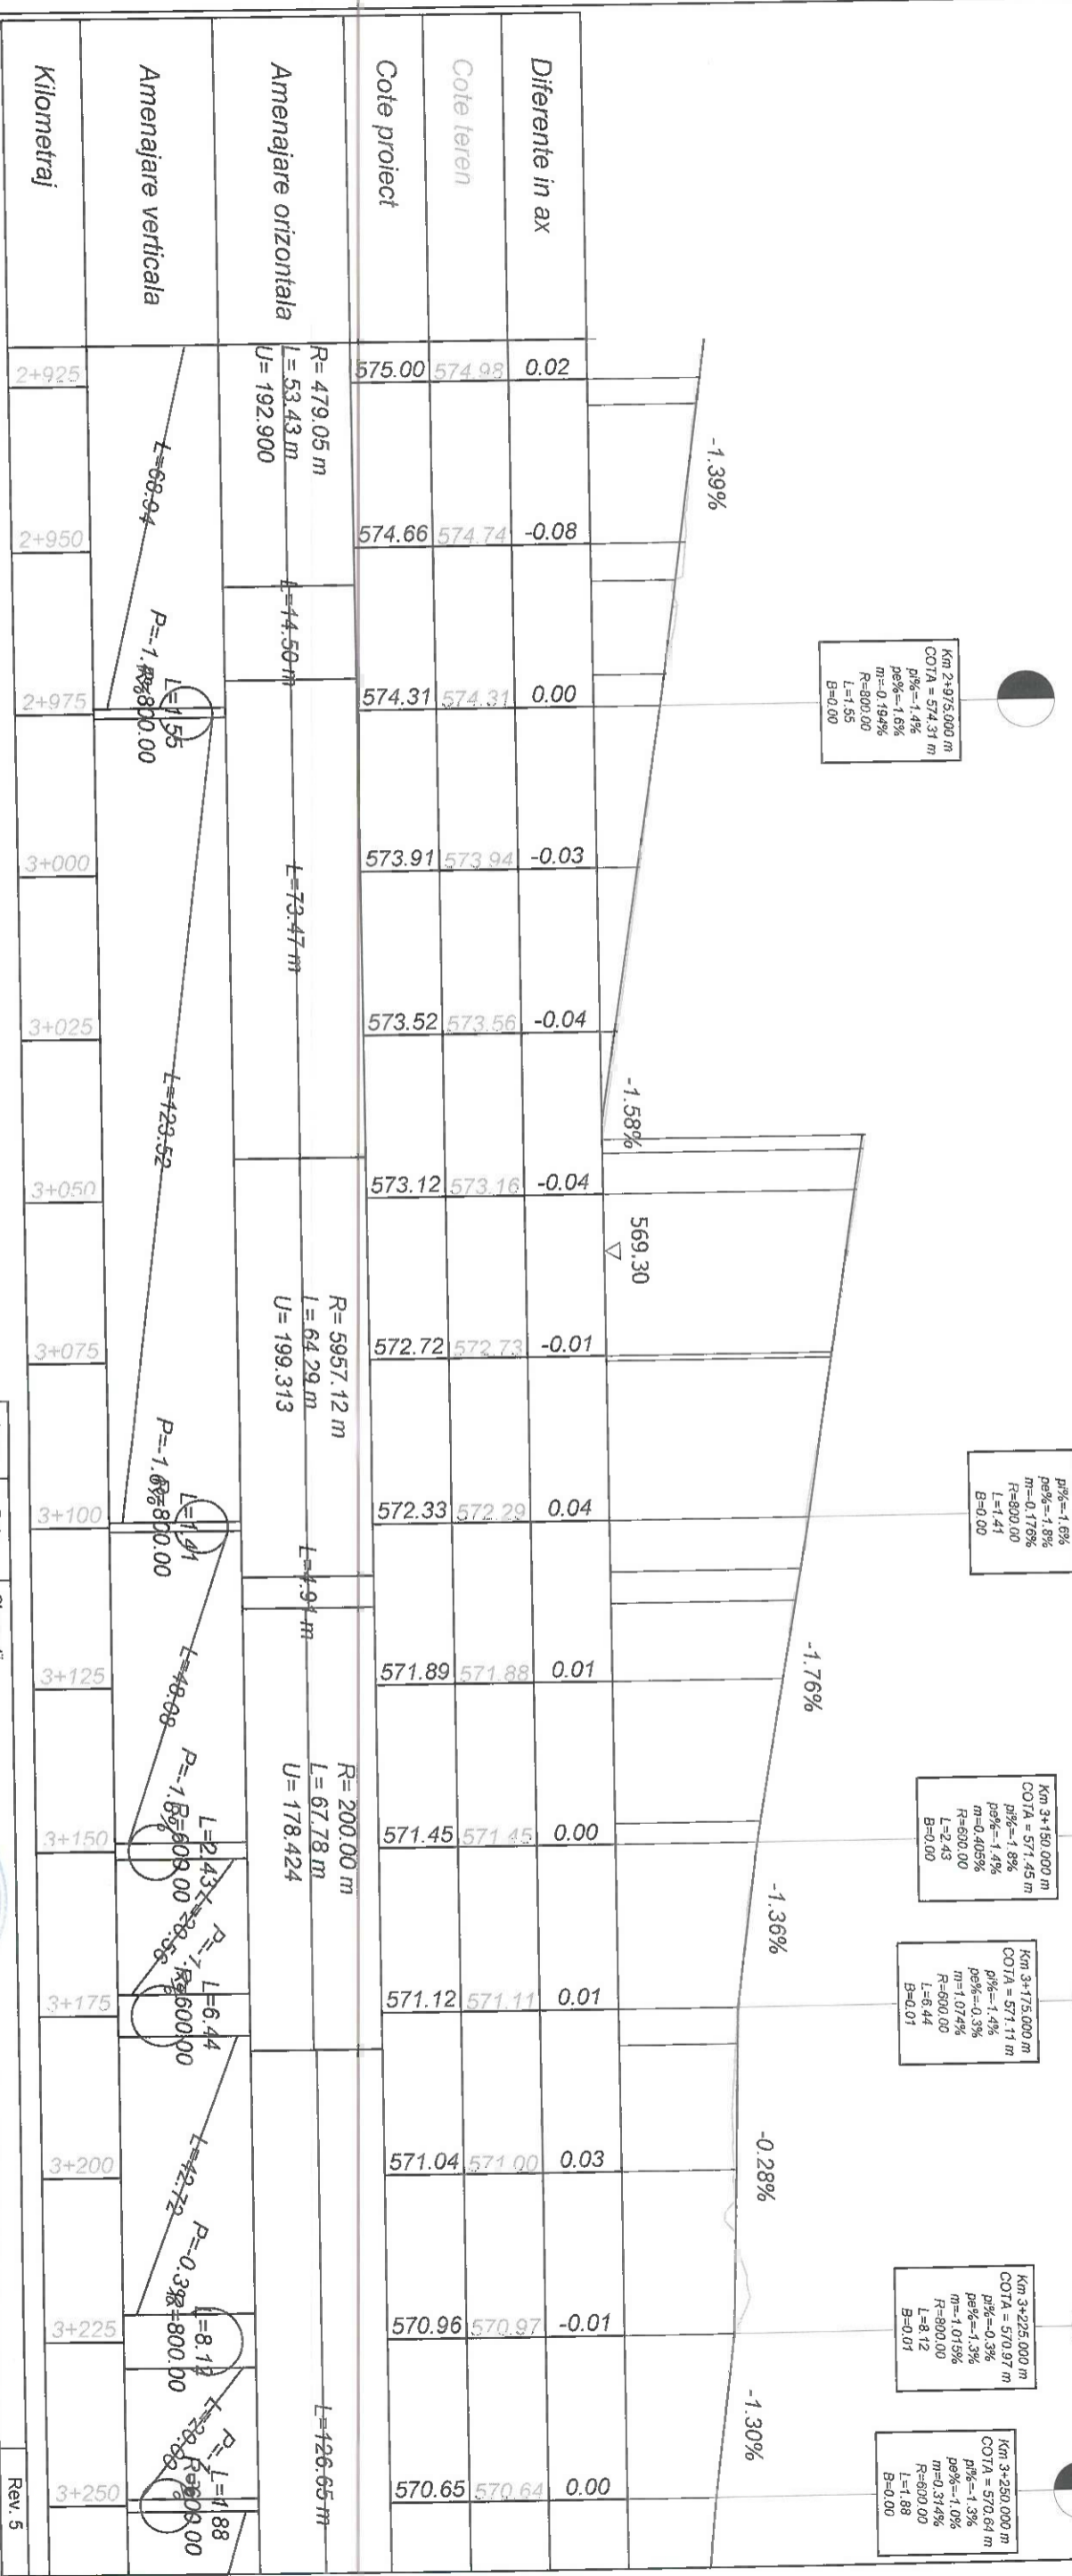 Km 2+975.000 m
COTA = 574.31 m
pi%=-1.4%
pe%=-1.6%
m=-0.194%
R=800.00
L=1.55
B=0.00
pi%=-1.6%
pe%=-1.8%
m=-0.176%
R=800.00
L=1.41
B=0.00
Km 3+150.000 m
COTA = 571.45 m
pi%=-1.8%
pe%=-1.4%
m=0.405%
R=600.00
L=2.43
B=0.00
Km 3+175.000 m
COTA = 571.11 m
pi%=-1.4%
pe%=-0.3%
m=1.074%
R=600.00
L=6.44
B=0.01
Km 3+225.000 m
COTA = 570.97 m
pi%=-0.3%
pe%=-1.3%
m=-1.015%
R=800.00
L=8.12
B=0.01
Km 3+250.000 m
COTA = 570.64 m
pi%=-1.3%
pe%=-1.0%
m=0.314%
R=600.00
L=1.88
B=0.00
-1.39%
-1.58%
-1.76%
-1.36%
-0.28%
-1.30%
569.30
Diferente in ax
0.02 -0.08 0.00 -0.03 -0.04 -0.04 -0.01 0.04 0.01 0.00 0.01 0.03 -0.01 0.00
Cote teren
574.98 574.74 574.31 573.94 573.56 573.16 572.73 572.29 571.88 571.45 571.11 571.00 570.97 570.64
Cote proiect
575.00 574.66 574.31 573.91 573.52 573.12 572.72 572.33 571.89 571.45 571.12 571.04 570.96 570.65
Amenajare orizontala
R= 479.05 m
L= 53.43 m
U= 192.900
L=14.50 m
L=73.47 m
R= 5957.12 m
L= 64.29 m
U= 199.313
L=4.91 m
R= 200.00 m
L= 67.78 m
U= 178.424
L=126.65 m
Amenajare verticala
L=68.94
L=1.55
R=800.00
L=123.52
L=1.41
R=800.00
L=48.08
L=2.43
R=600.00
L=6.44
R=600.00
L=42.72
L=8.12
R=800.00
L=1.88
R=600.00
Kilometraj
2+925 2+950 2+975 3+000 3+025 3+050 3+075 3+100 3+125 3+150 3+175 3+200 3+225 3+250
Rev. 5